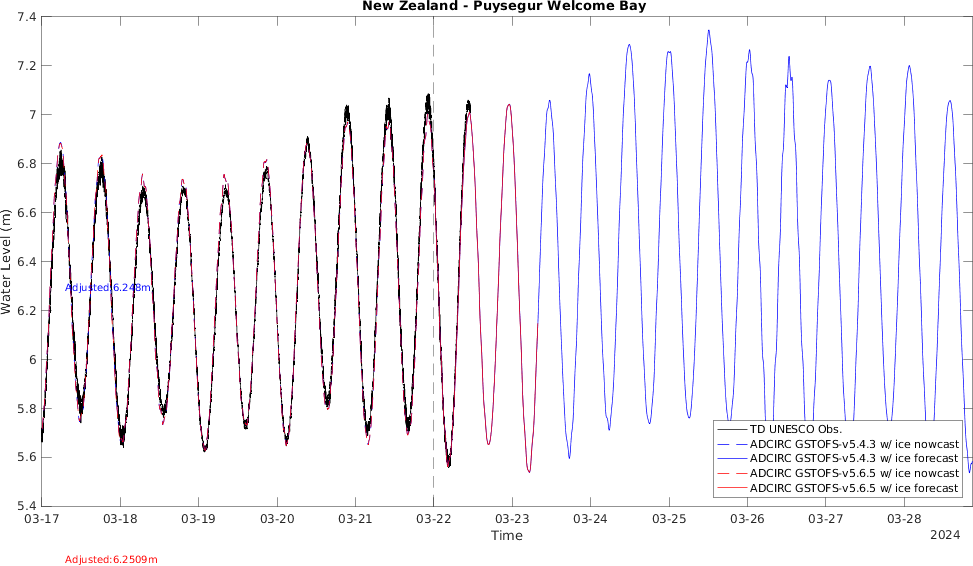 New Zealand - Puysegur Welcome Bay
7.4
7.2
7
6.8
6.6
6.4
6.2
6
5.8
5.6
5.4
Water Level (m)
Adjusted:6.248m
TD UNESCO Obs.
ADCIRC GSTOFS-v5.4.3 w/ ice nowcast
ADCIRC GSTOFS-v5.4.3 w/ ice forecast
ADCIRC GSTOFS-v5.6.5 w/ ice nowcast
ADCIRC GSTOFS-v5.6.5 w/ ice forecast
03-17 03-18 03-19 03-20 03-21 03-22 03-23 03-24 03-25 03-26 03-27 03-28
Time
2024
Adjusted:6.2509m